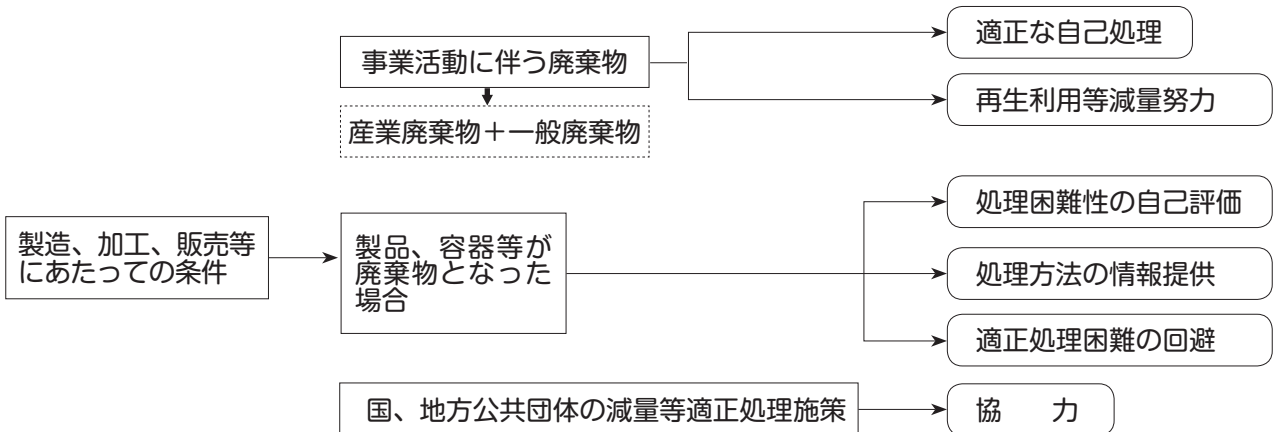 事業活動に伴う廃棄物
産業廃棄物＋一般廃棄物
適正な自己処理
再生利用等減量努力
製造、加工、販売等
にあたっての条件
製品、容器等が
廃棄物となった
場合
処理困難性の自己評価
処理方法の情報提供
適正処理困難の回避
国、地方公共団体の減量等適正処理施策
協　力